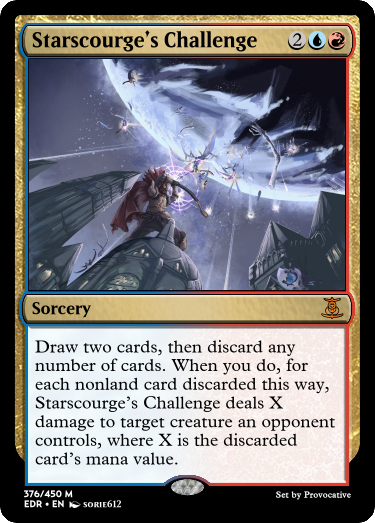 Starscourge's Challenge 2
Sorcery
Draw two cards, then discard any
number of cards. When you do, for
each nonland card discarded this way,
Starscourge's Challenge deals X
damage to target creature an opponent
controls, where X is the discarded
card's mana value.
376/450 M
EDR • EN SORIE612
Set by Provocative